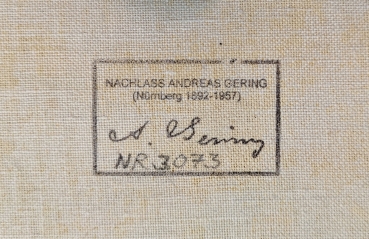 NACHLASS ANDREAS GERING
(Nürnberg 1892-1957)
A. Gering
NR. 3073